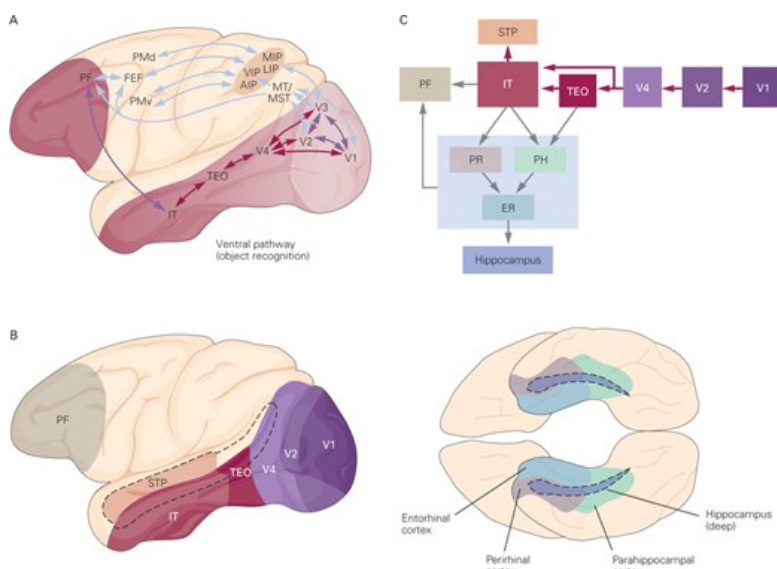 A
PMd
MIP
LIP
PF
FEF
VIP
AIP
PMv
MT/
MST
V3
V2
V4
V1
TEO
IT
Ventral pathway
(object recognition)
C
STP
PF
IT
TEO
V4
V2
V1
PR
PH
ER
Hippocampus
B
PF
V1
V2
V4
TEO
STP
IT
Entorhinal
cortex
Perirhinal
Parahippocampal
Hippocampus
(deep)